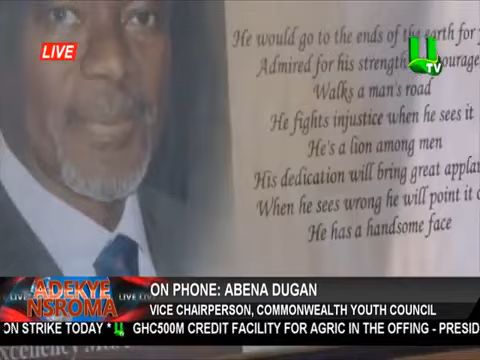 LIVE
He would go to the ends of the earth for
Admired for his strength
Walks a man's road
He fights injustice when he sees it
He's a lion among men
His dedication will bring great
When he sees wrong he will point it
He has a handsome face
U
TV
ADEKYE
NSROMA
LIVE LIVE
ON PHONE: ABENA DUGAN
VICE CHAIRPERSON, COMMONWEALTH YOUTH COUNCIL
ON STRIKE TODAY * GHC500M CREDIT FACILITY FOR AGRIC IN THE OFFING - PRESID